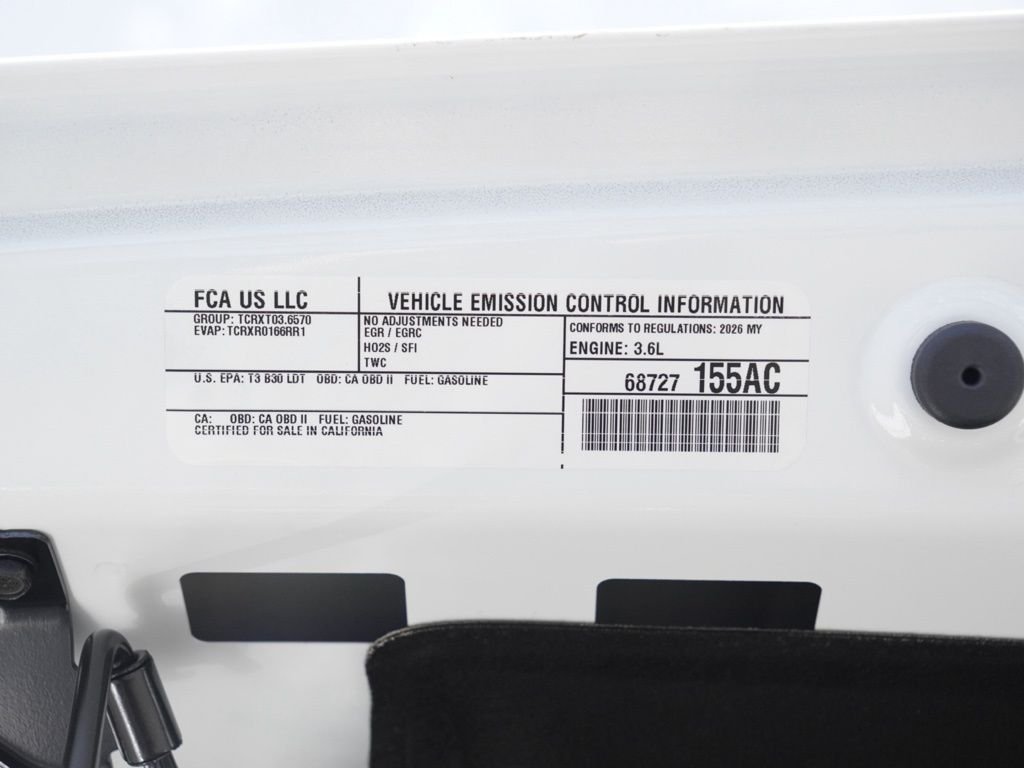 FCA US LLC
VEHICLE EMISSION CONTROL INFORMATION
GROUP: TCRXT03.6570
EVAP: TCRXR0166RR1
NO ADJUSTMENTS NEEDED
EGR / EGRC
HO2S / SFI
TWC
CONFORMS TO REGULATIONS: 2026 MY
ENGINE: 3.6L
68727 155AC
U.S. EPA: T3 B30 LDT OBD: CA OBD II FUEL: GASOLINE
CA: OBD: CA OBD II FUEL: GASOLINE
CERTIFIED FOR SALE IN CALIFORNIA